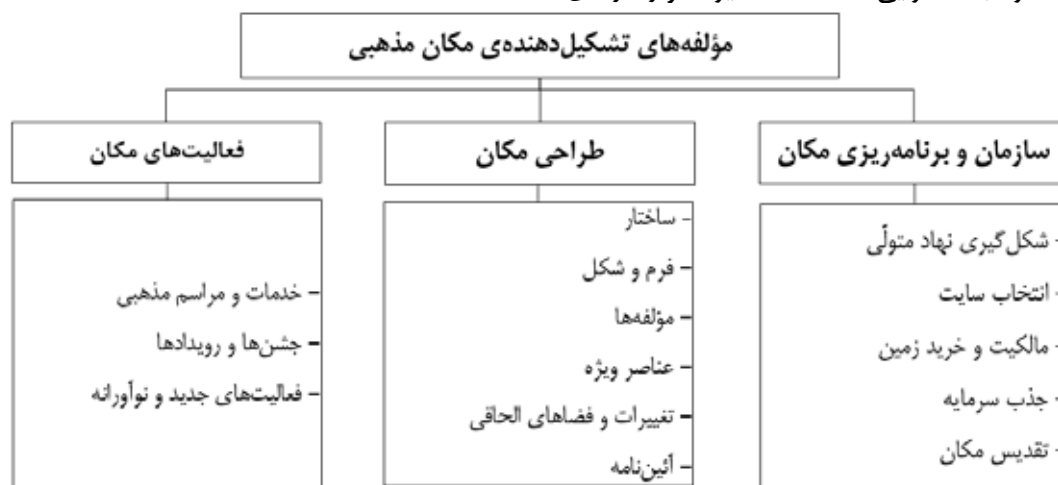 مؤلفه‌های تشکیل‌دهنده‌ی مکان مذهبی
سازمان و برنامه‌ریزی مکان
- شکل‌گیری نهاد متولّی
- انتخاب سایت
- مالکیت و خرید زمین
- جذب سرمایه
- تقدیس مکان
طراحی مکان
- ساختار
- فرم و شکل
- مؤلفه‌ها
- عناصر ویژه
- تغییرات و فضاهای الحاقی
- آئین‌نامه
فعالیت‌های مکان
- خدمات و مراسم مذهبی
- جشن‌ها و رویدادها
- فعالیت‌های جدید و نوآورانه